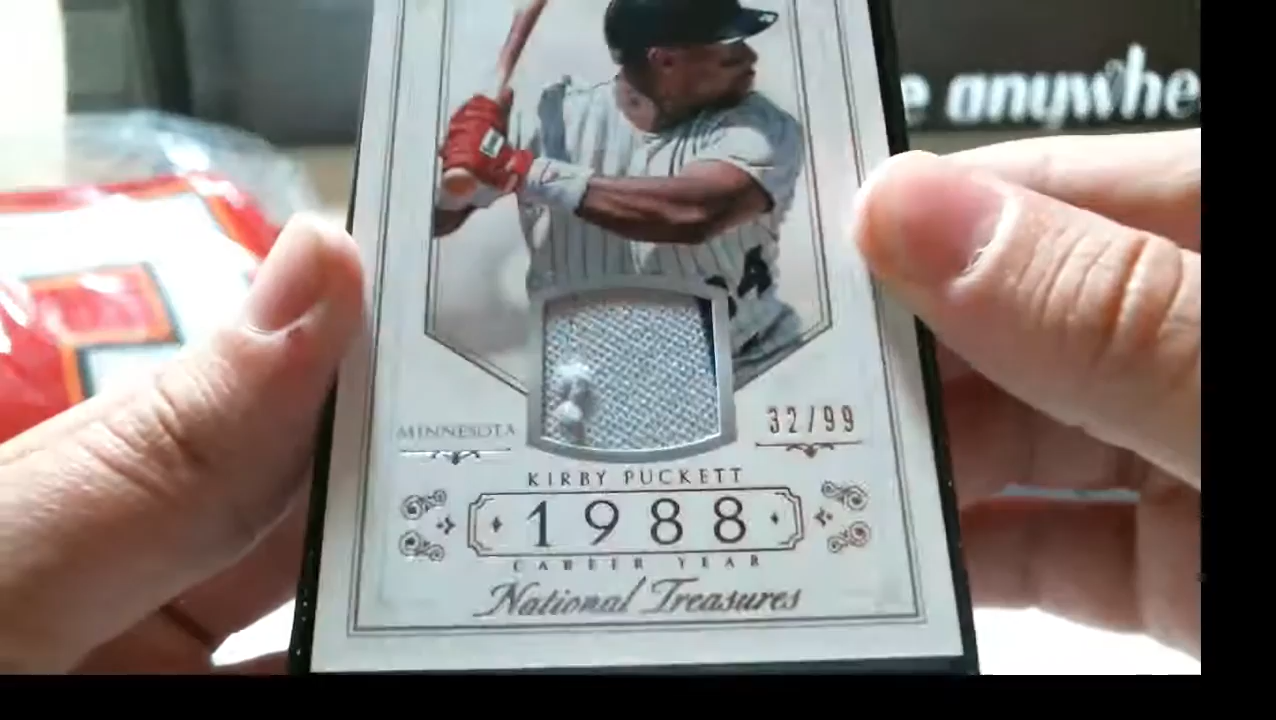 e anywhe
MINNESOTA
32/99
KIRBY PUCKETT
1988
CAREER YEAR
National Treasures